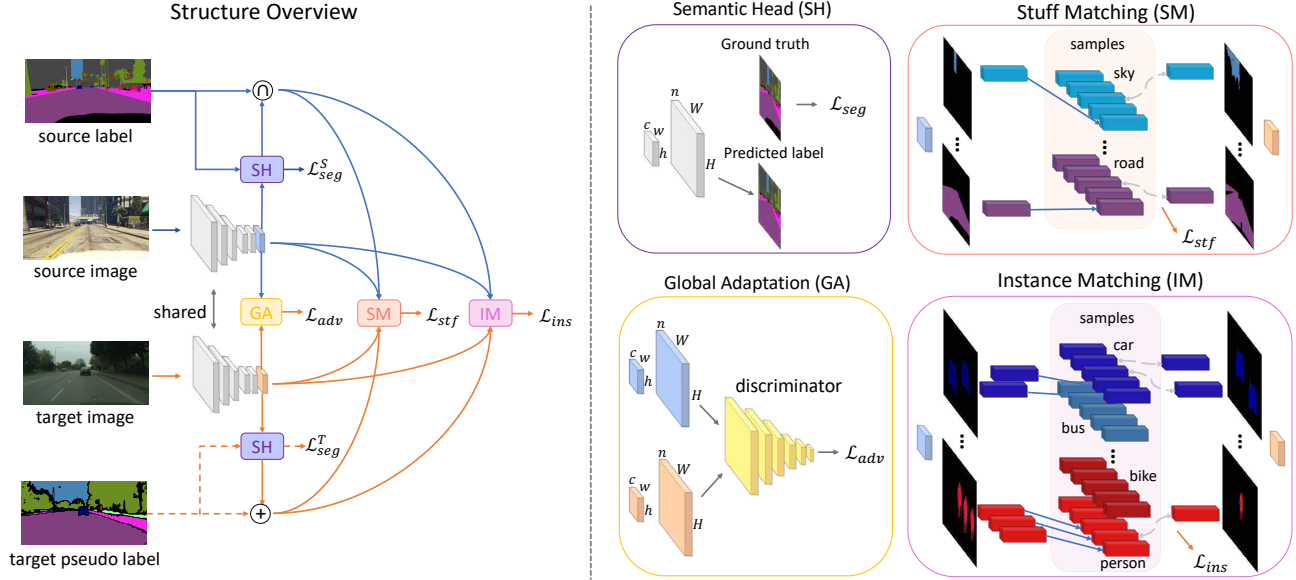 Structure Overview
source label
∩
SH
ℒ_seg^S
source image
shared
GA
ℒ_adv
SM
ℒ_stf
IM
ℒ_ins
target image
SH
ℒ_seg^T
+
target pseudo label
Semantic Head (SH)
Ground truth
n
W
c
w
h
H
ℒ_seg
Predicted label
Stuff Matching (SM)
samples
sky
...
...
...
road
ℒ_stf
Global Adaptation (GA)
n
W
c
w
h
H
discriminator
ℒ_adv
n
W
c
w
h
H
Instance Matching (IM)
samples
car
bus
...
...
...
bike
person
ℒ_ins